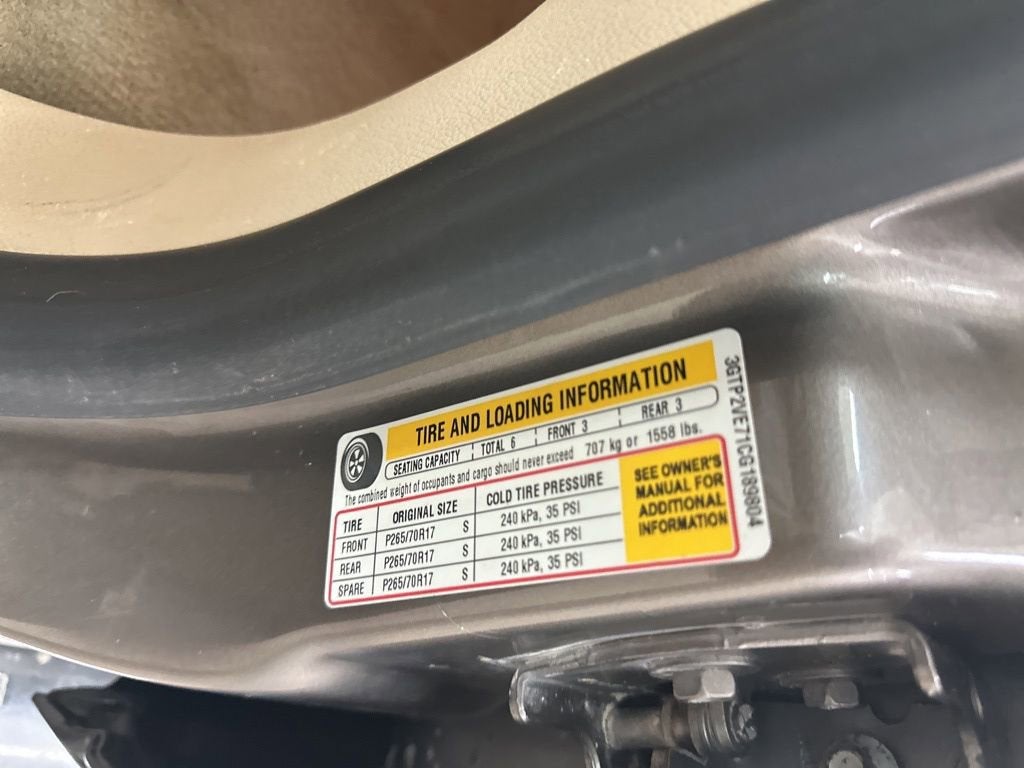 TIRE AND LOADING INFORMATION
SEATING CAPACITY TOTAL 6 FRONT 3 REAR 3
The combined weight of occupants and cargo should never exceed 707 kg or 1558 lbs.
TIRE ORIGINAL SIZE COLD TIRE PRESSURE
FRONT P265/70R17 S 240 kPa, 35 PSI
REAR P265/70R17 S 240 kPa, 35 PSI
SPARE P265/70R17 S 240 kPa, 35 PSI
SEE OWNER'S
MANUAL FOR
ADDITIONAL
INFORMATION
3GTP2VE71CG189804